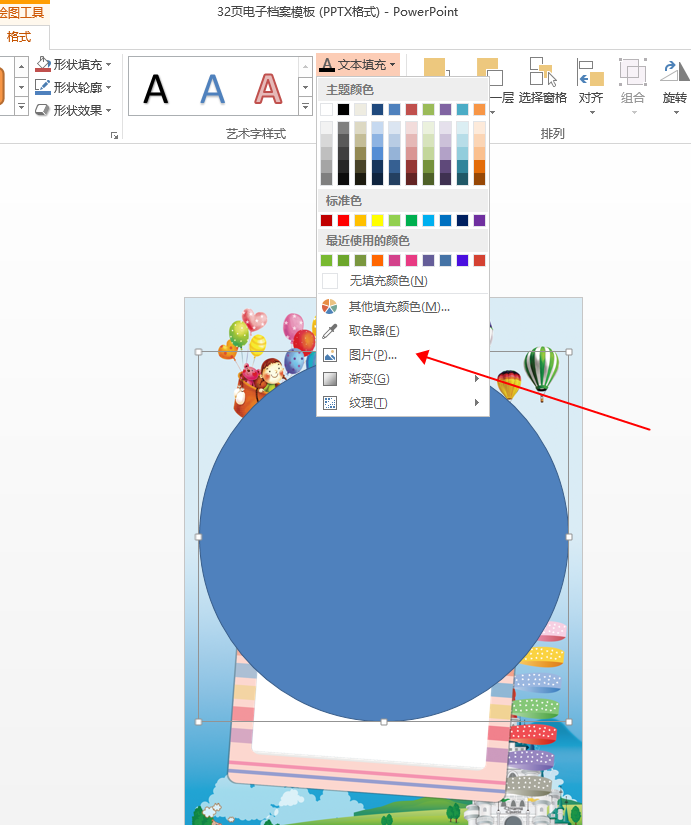 绘图工具
32页电子档案模板 (PPTX格式) - PowerPoint
格式
形状填充
形状轮廓
形状效果
A A A
艺术字样式
A 文本填充
一层
选择窗格
对齐
组合
旋转
排列
主题颜色
标准色
最近使用的颜色
无填充颜色(N)
其他填充颜色(M)...
取色器(E)
图片(P)...
渐变(G)
纹理(T)